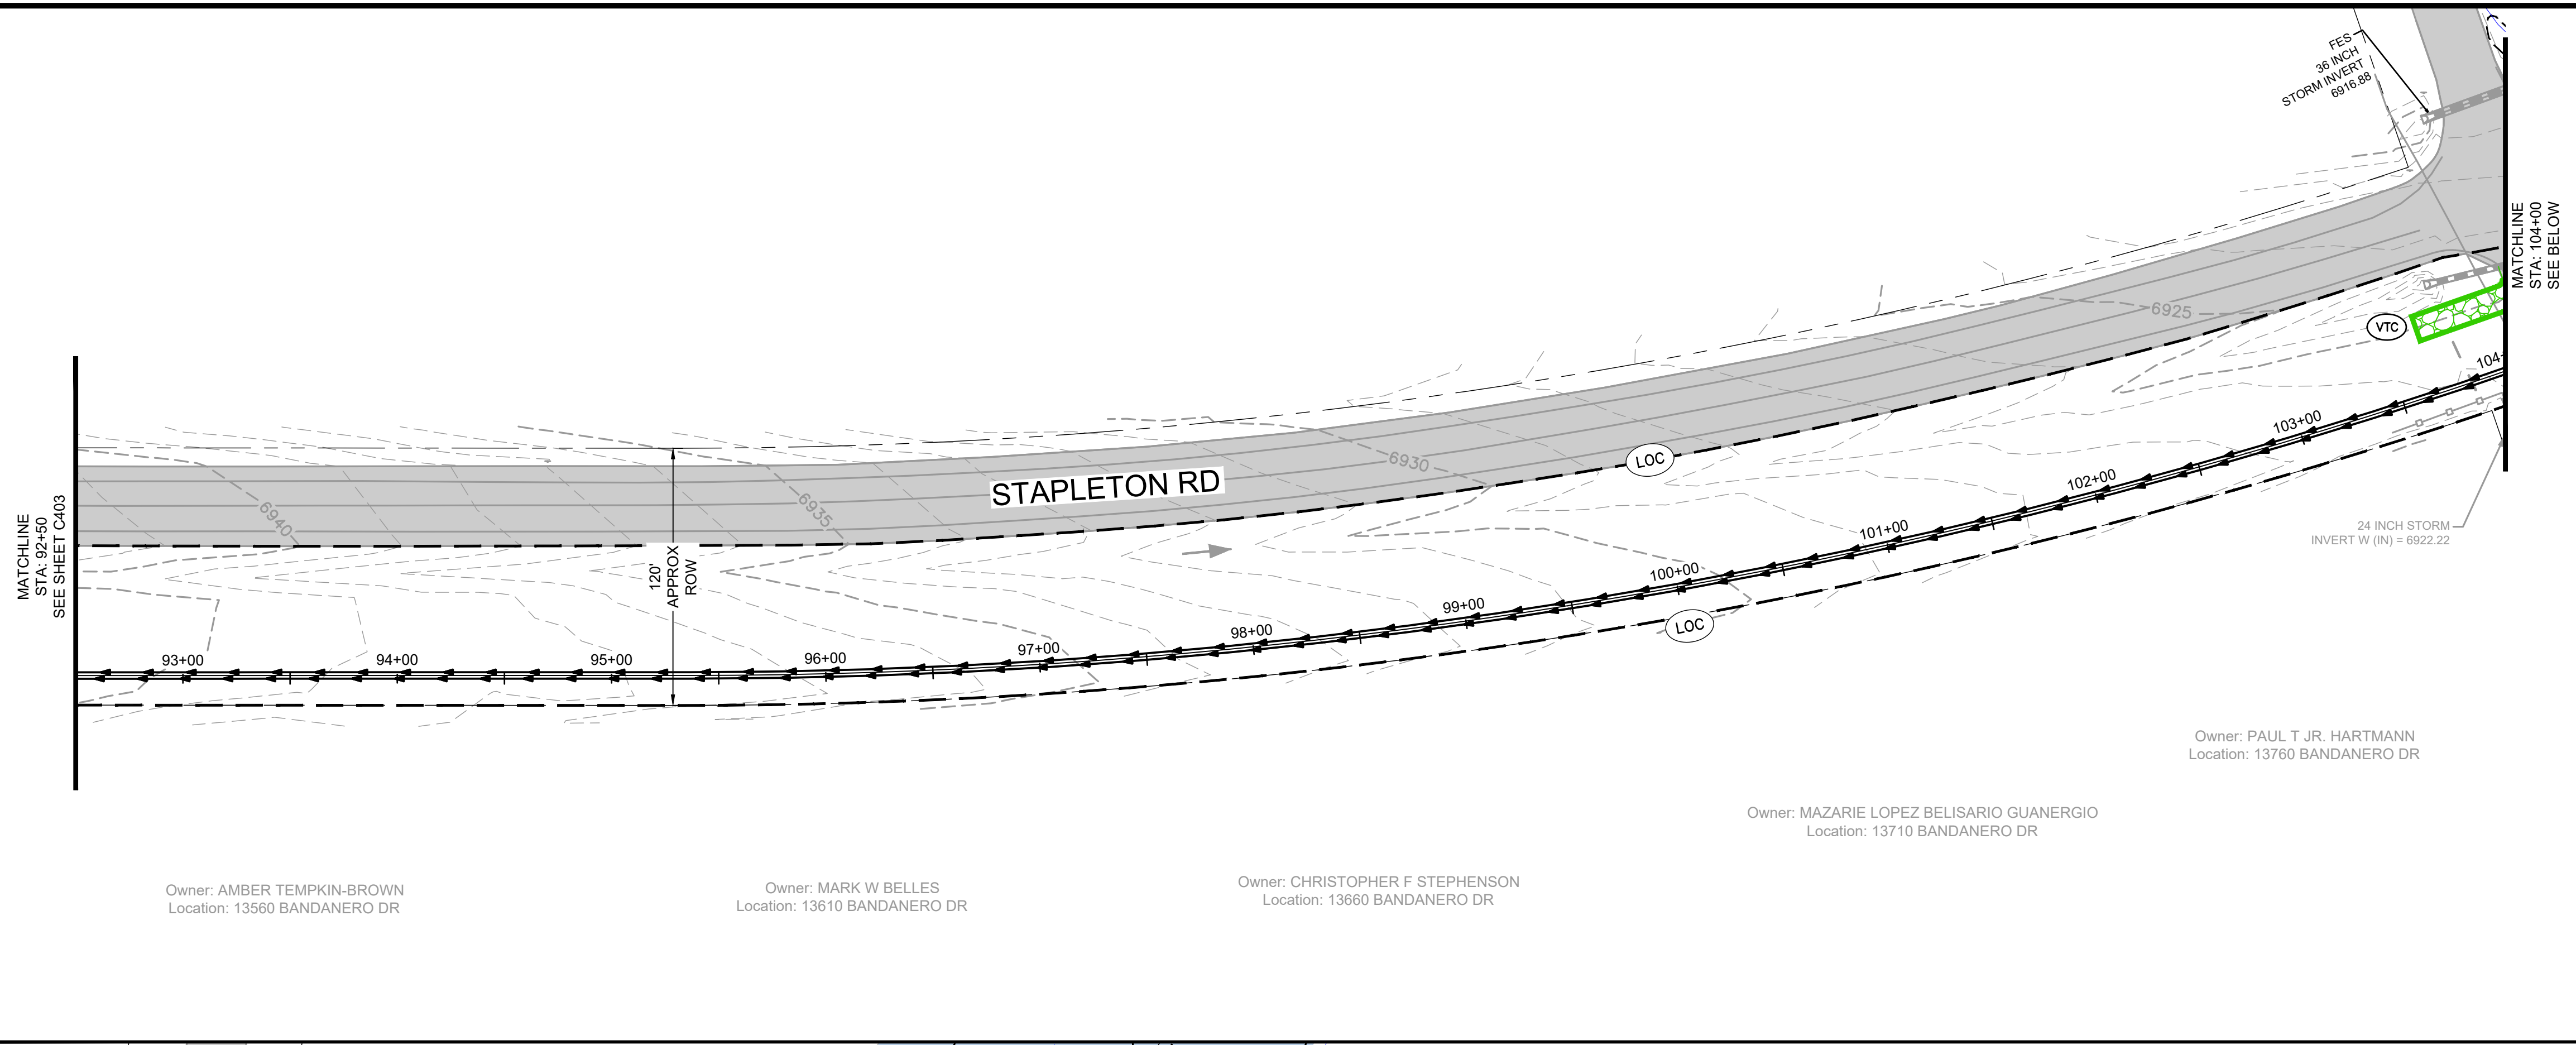 FES
36 INCH
STORM INVERT
6916.88
MATCHLINE
STA: 104+00
SEE BELOW
6925
VTC
104+
103+00
102+00
101+00
100+00
99+00
98+00
97+00
96+00
95+00
94+00
93+00
LOC
6930
STAPLETON RD
6935
6940
MATCHLINE
STA: 92+50
SEE SHEET C403
120'
APPROX
ROW
LOC
24 INCH STORM
INVERT W (IN) = 6922.22
Owner: PAUL T JR. HARTMANN
Location: 13760 BANDANERO DR
Owner: MAZARIE LOPEZ BELISARIO GUANERGIO
Location: 13710 BANDANERO DR
Owner: CHRISTOPHER F STEPHENSON
Location: 13660 BANDANERO DR
Owner: MARK W BELLES
Location: 13610 BANDANERO DR
Owner: AMBER TEMPKIN-BROWN
Location: 13560 BANDANERO DR